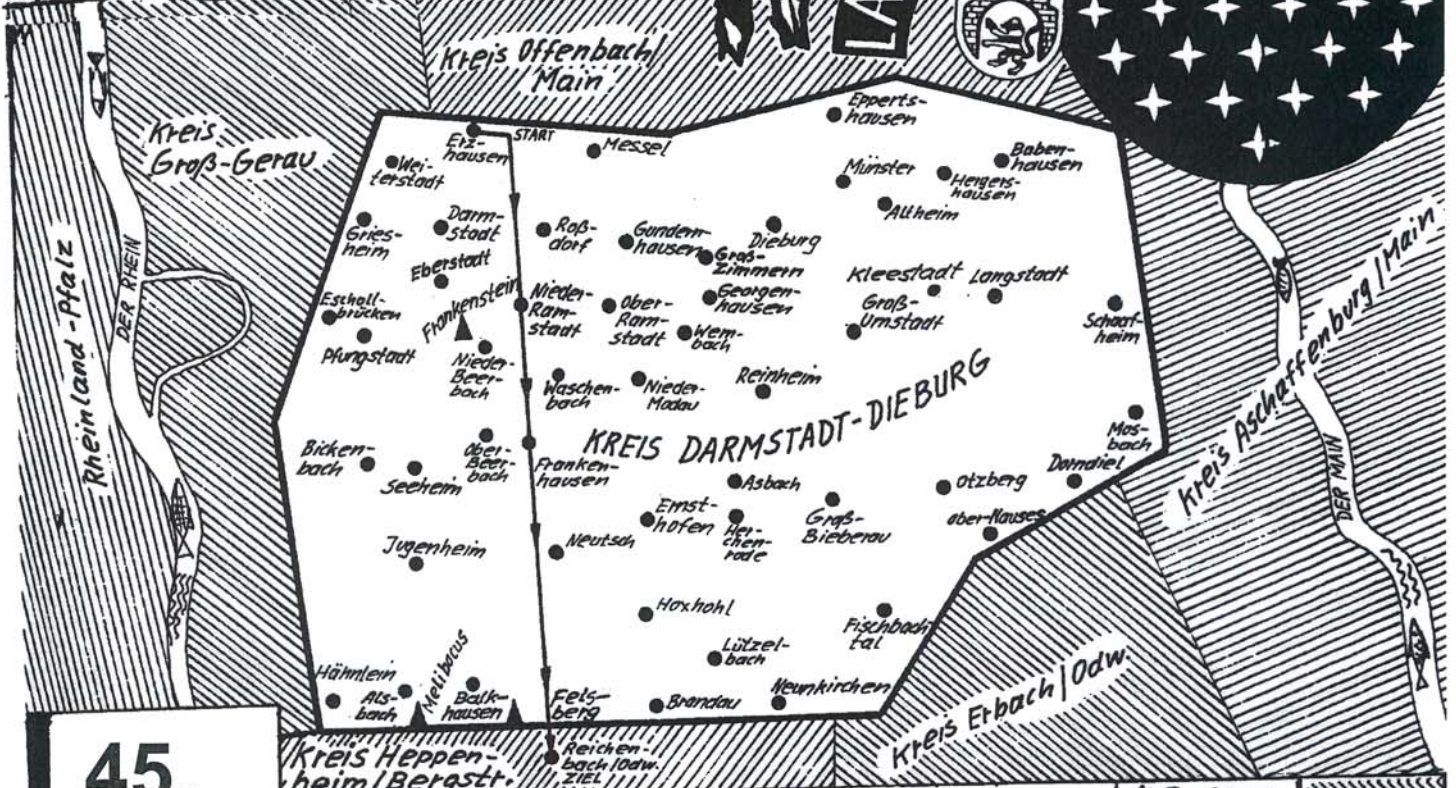 Kreis Offenbach/
Main
Kreis
Groß-Gerau
Rheinland-Pfalz
DER RHEIN
Erz-
hausen
START
Messel
Epperts-
hausen
Wei-
terstadt
Münster
Hergers-
hausen
Baben-
hausen
Altheim
Gries-
heim
Darm-
stadt
Roß-
dorf
Gundern-
hausen
Dieburg
Groß-
Zimmern
Eberstadt
Frankenstein
Eschall-
brücken
Pfungstadt
Nieder-
Ram-
stadt
Ober-
Ram-
stadt
Georgen-
hausen
Wem-
bach
Kleestadt
Langstadt
Groß-
Umstadt
Schaaf-
heim
Nieder-
Beer-
bach
Waschen-
bach
Nieder-
Modau
Reinheim
KREIS DARMSTADT-DIEBURG
Mos-
bach
Bicken-
bach
Seeheim
Ober-
Beer-
bach
Franken-
hausen
Asbach
Otzberg
Dorndiel
Ernst-
hofen
Her-
chen-
rode
Groß-
Bieberau
ober-Nauses
Jugenheim
Neutsch
Hoxhohl
Fischbach
tal
Lützel-
bach
Hähnlein
Als-
bach
Melibocus
Balk-
hausen
Fels-
berg
Brandau
Neunkirchen
Reichen-
bach/Odw.
ZIEL
Kreis Heppen-
heim/Bergstr.
Kreis Erbach/Odw.
Kreis Aschaffenburg/Main
DER MAIN
45